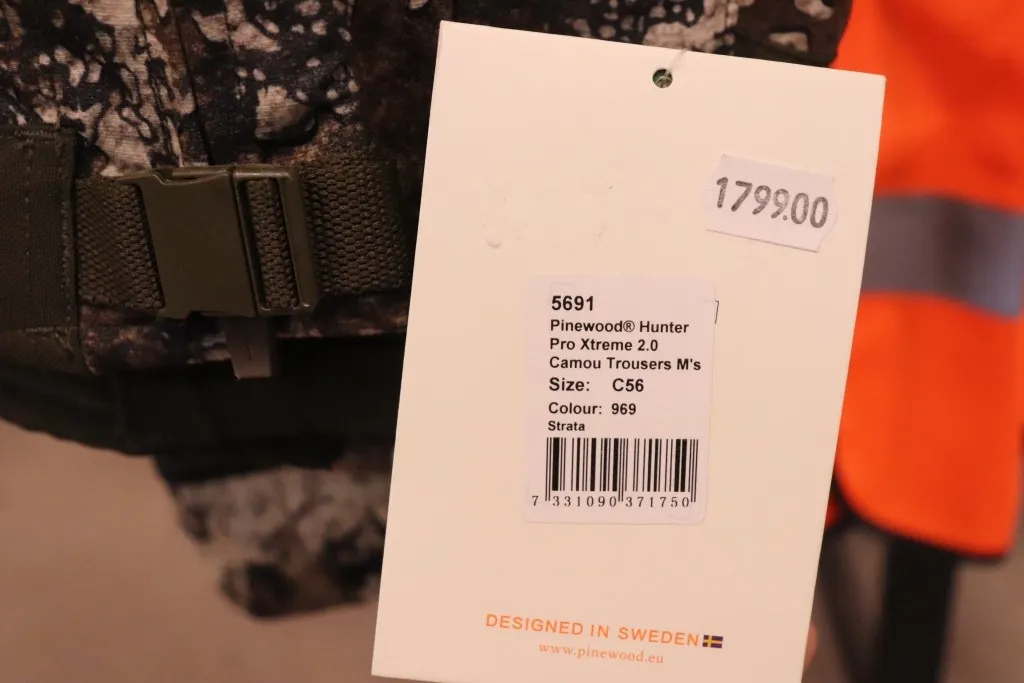 1799.00
5691
Pinewood® Hunter
Pro Xtreme 2.0
Camou Trousers M's
Size: C56
Colour: 969
Strata
7 331090 371750
DESIGNED IN SWEDEN
www.pinewood.eu